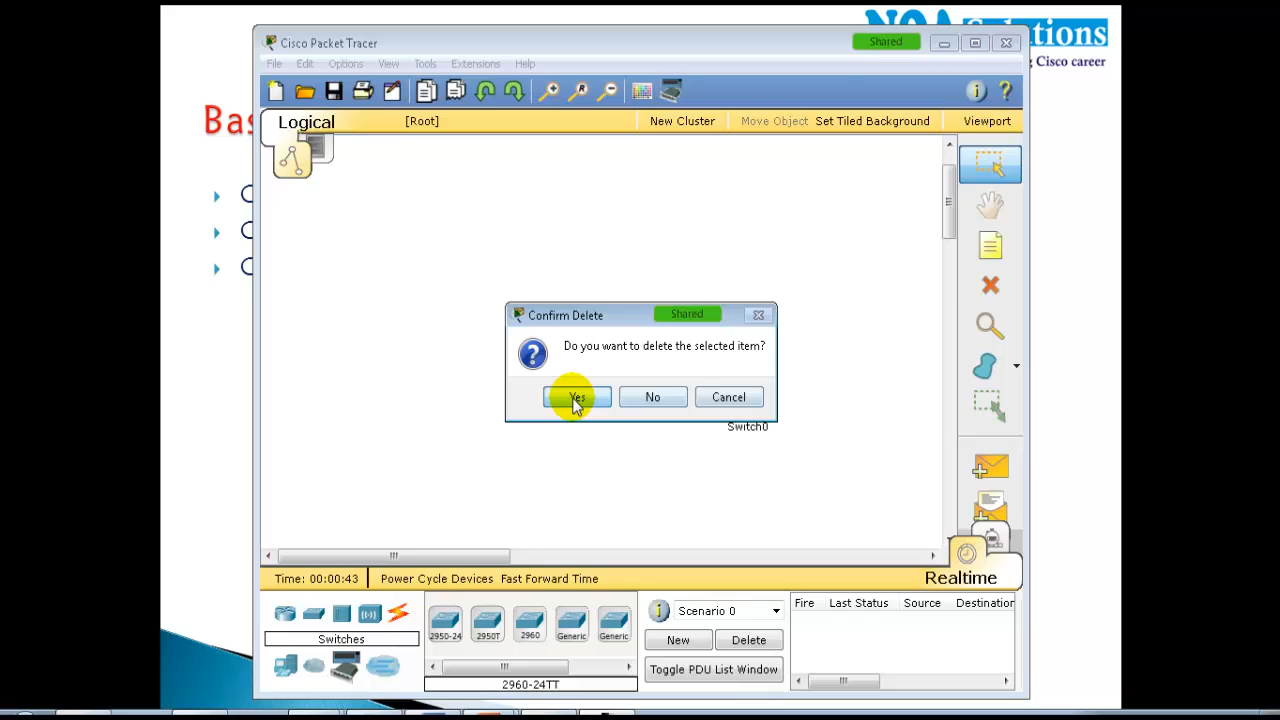 NOA Solutions
g Cisco career
Bas
Cisco Packet Tracer
Shared
File Edit Options View Tools Extensions Help
Logical
[Root]
New Cluster
Move Object
Set Tiled Background
Viewport
Confirm Delete
Shared
Do you want to delete the selected item?
Yes
No
Cancel
Switch0
Time: 00:00:43
Power Cycle Devices Fast Forward Time
Realtime
Switches
2950-24
2950T
2960
Generic
Generic
2960-24TT
Scenario 0
New
Delete
Toggle PDU List Window
Fire
Last Status
Source
Destination